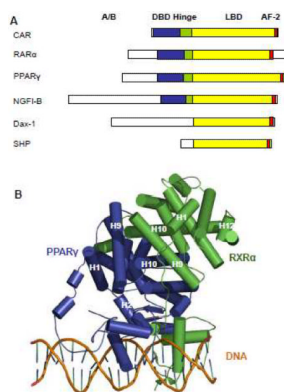 A
A/B DBD Hinge LBD AF-2
CAR
RARα
PPARγ
NGFI-B
Dax-1
SHP
B
H9 H1 H12
H10
PPARγ RXRα
H1 H10 H9
DNA